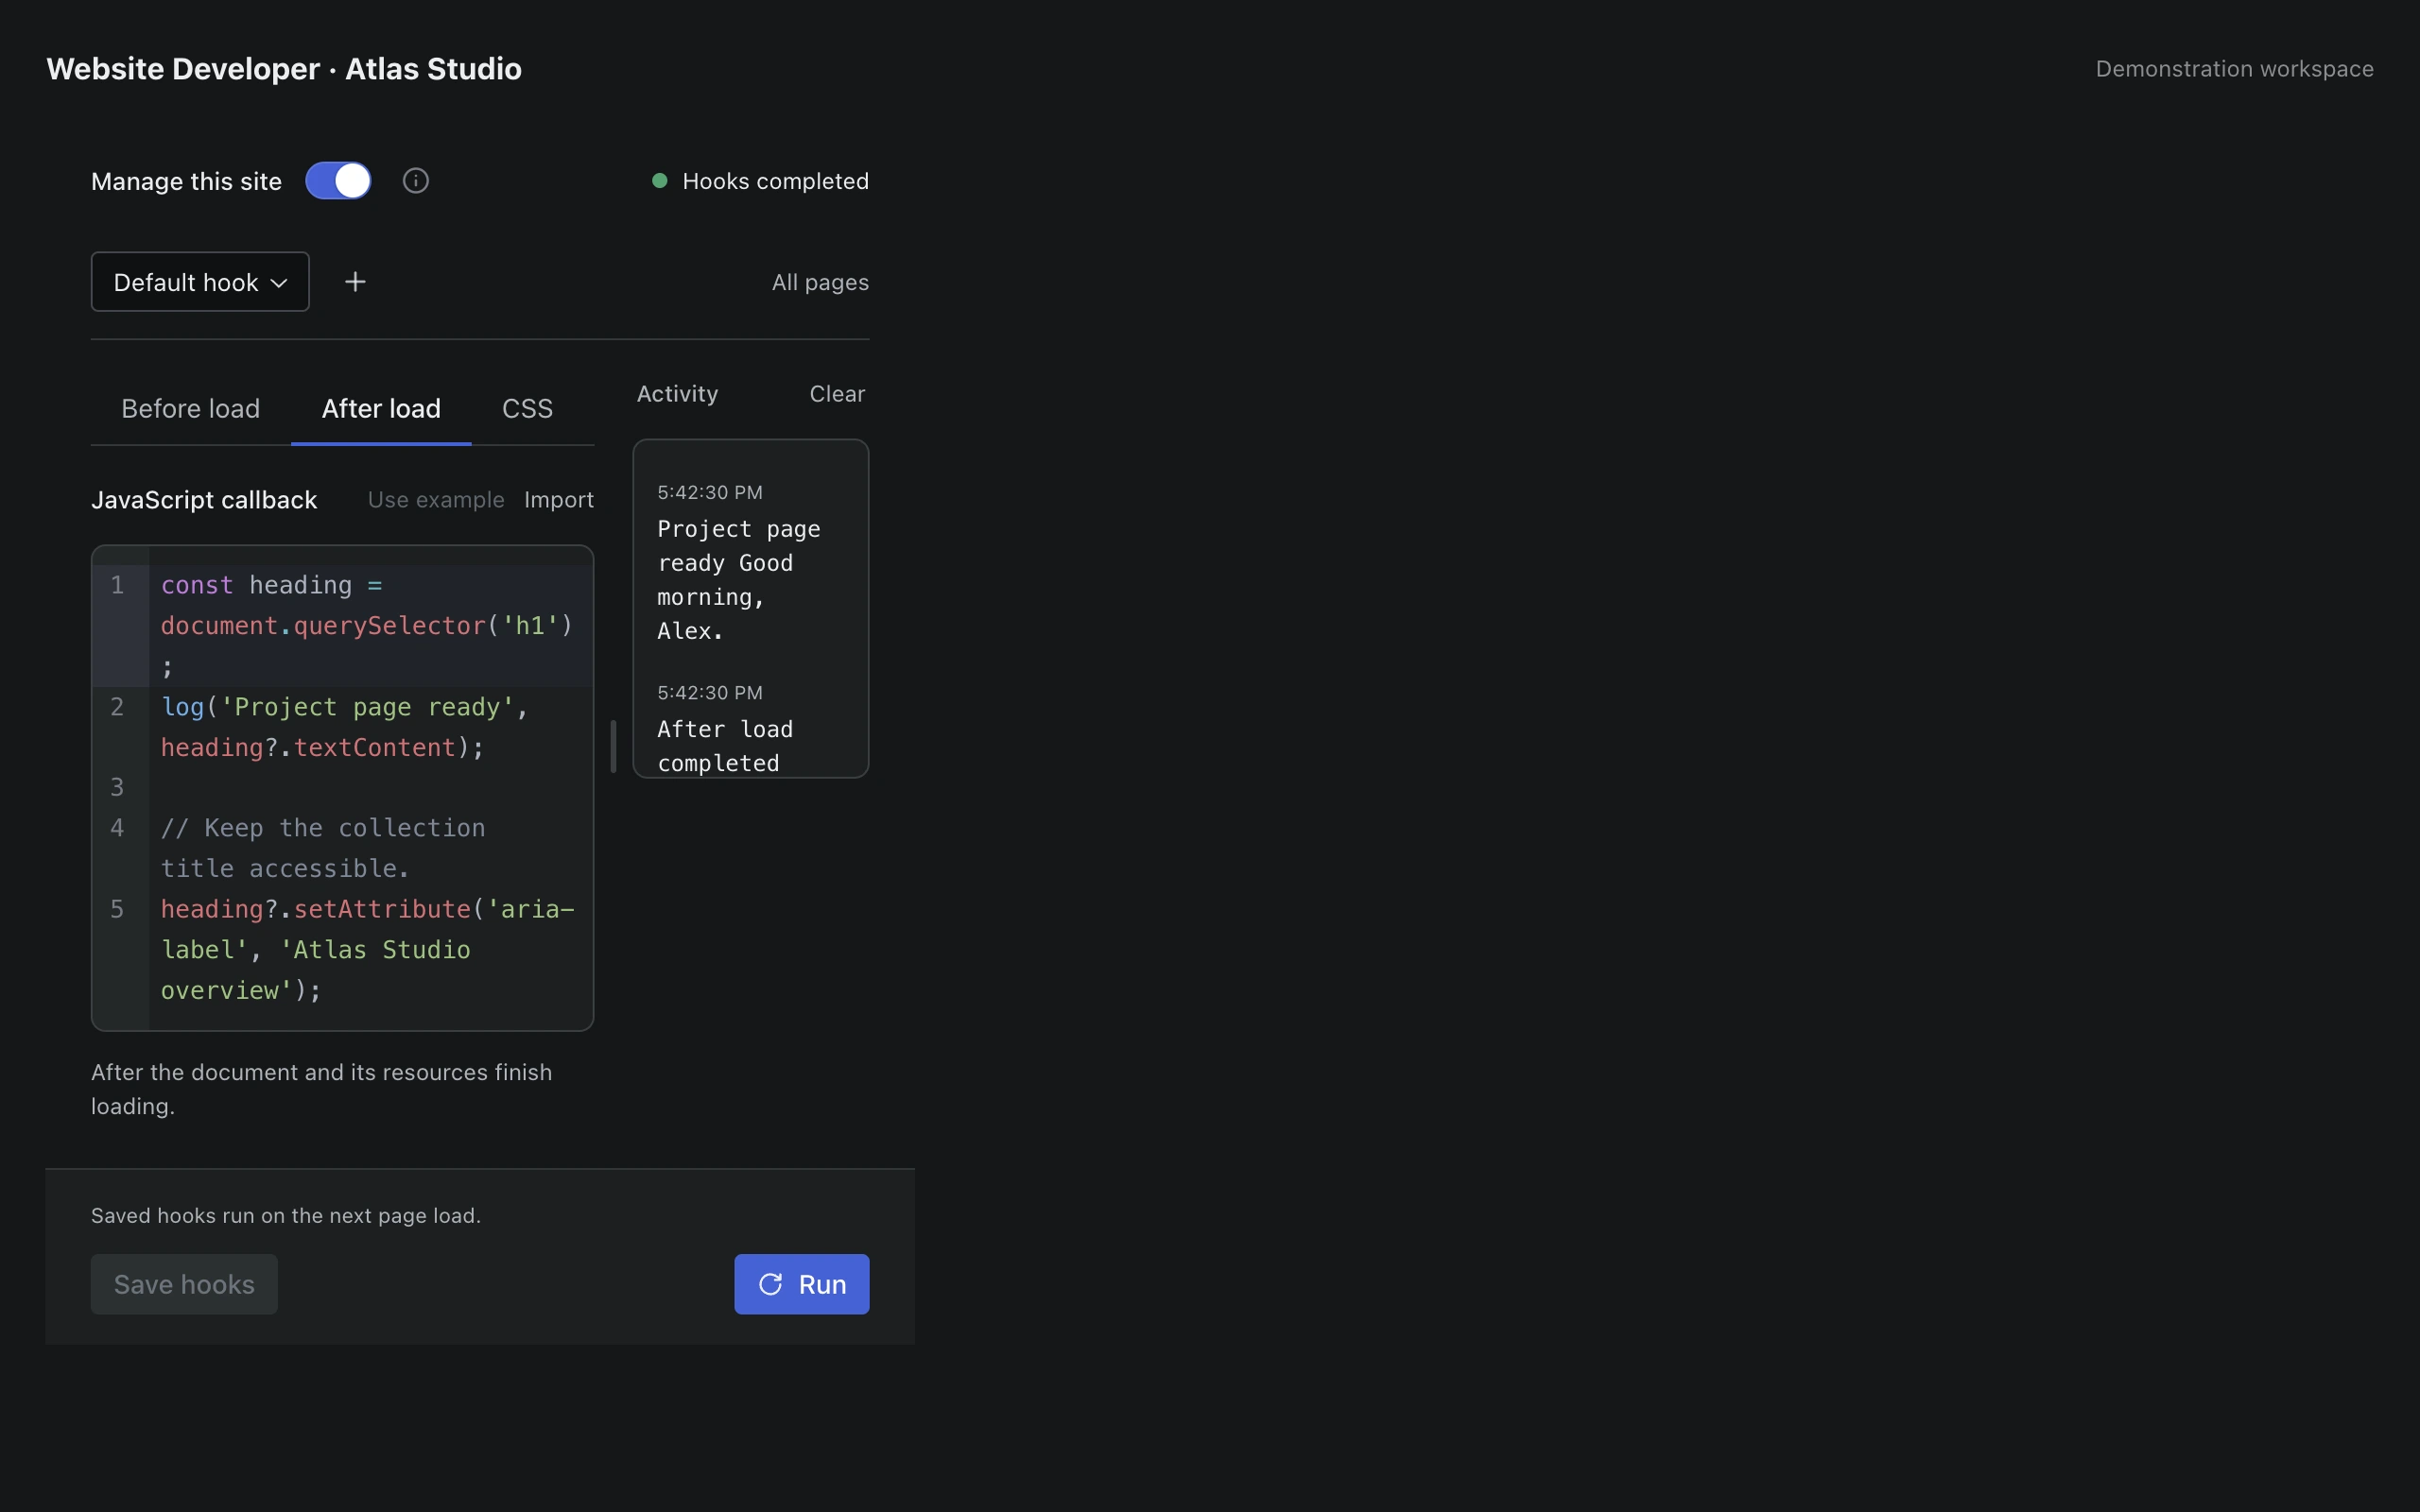 Website Developer · Atlas Studio
Demonstration workspace
Manage this site
Hooks completed
Default hook
All pages
Before load
After load
CSS
Activity
Clear
JavaScript callback
Use example
Import
1 const heading =
document.querySelector('h1')
;
2 log('Project page ready',
heading?.textContent);
3
4 // Keep the collection
title accessible.
5 heading?.setAttribute('aria-
label', 'Atlas Studio
overview');
5:42:30 PM
Project page
ready Good
morning,
Alex.
5:42:30 PM
After load
completed
After the document and its resources finish
loading.
Saved hooks run on the next page load.
Save hooks
Run